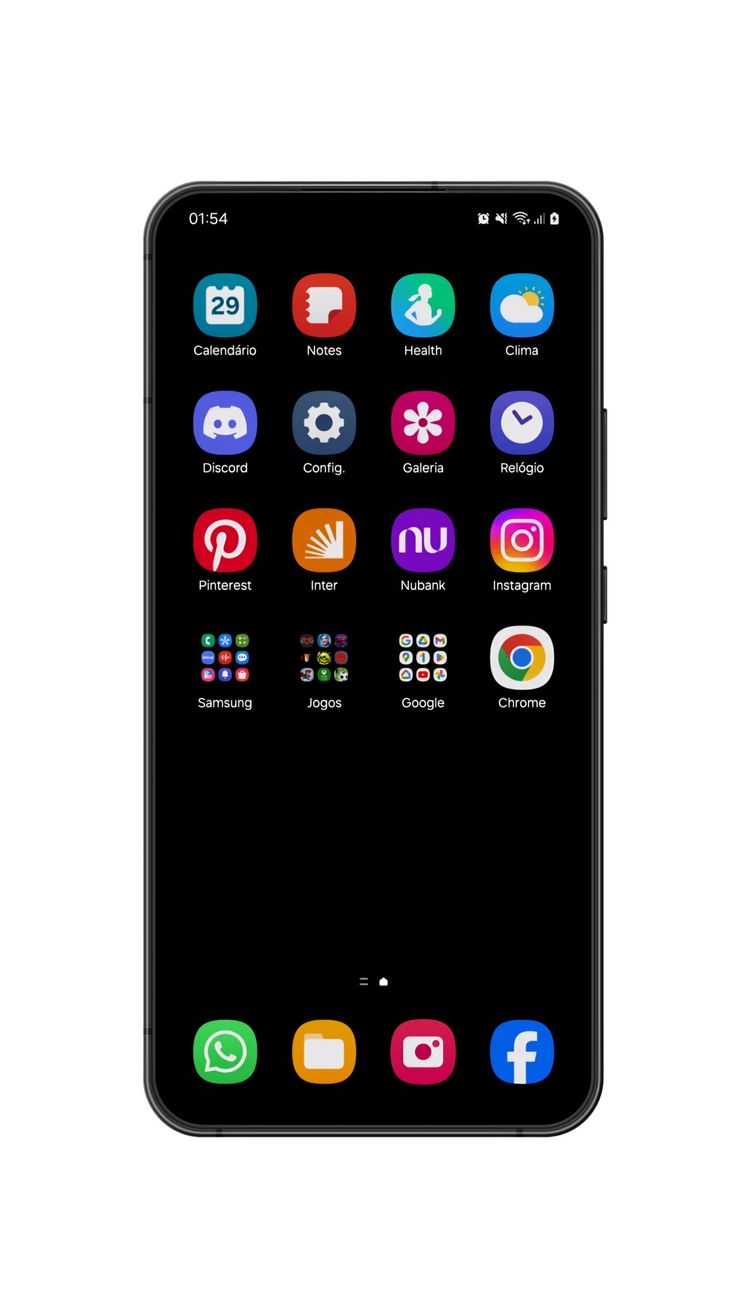 01:54
29
Calendário
Notes
Health
Clima
Discord
Config.
Galeria
Relógio
nu
Pinterest
Inter
Nubank
Instagram
Samsung
Jogos
Google
Chrome